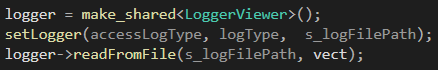 logger = make_shared<LoggerViewer>();
setLogger(accessLogType, logType,  s_logFilePath);
logger->readFromFile(s_logFilePath, vect);